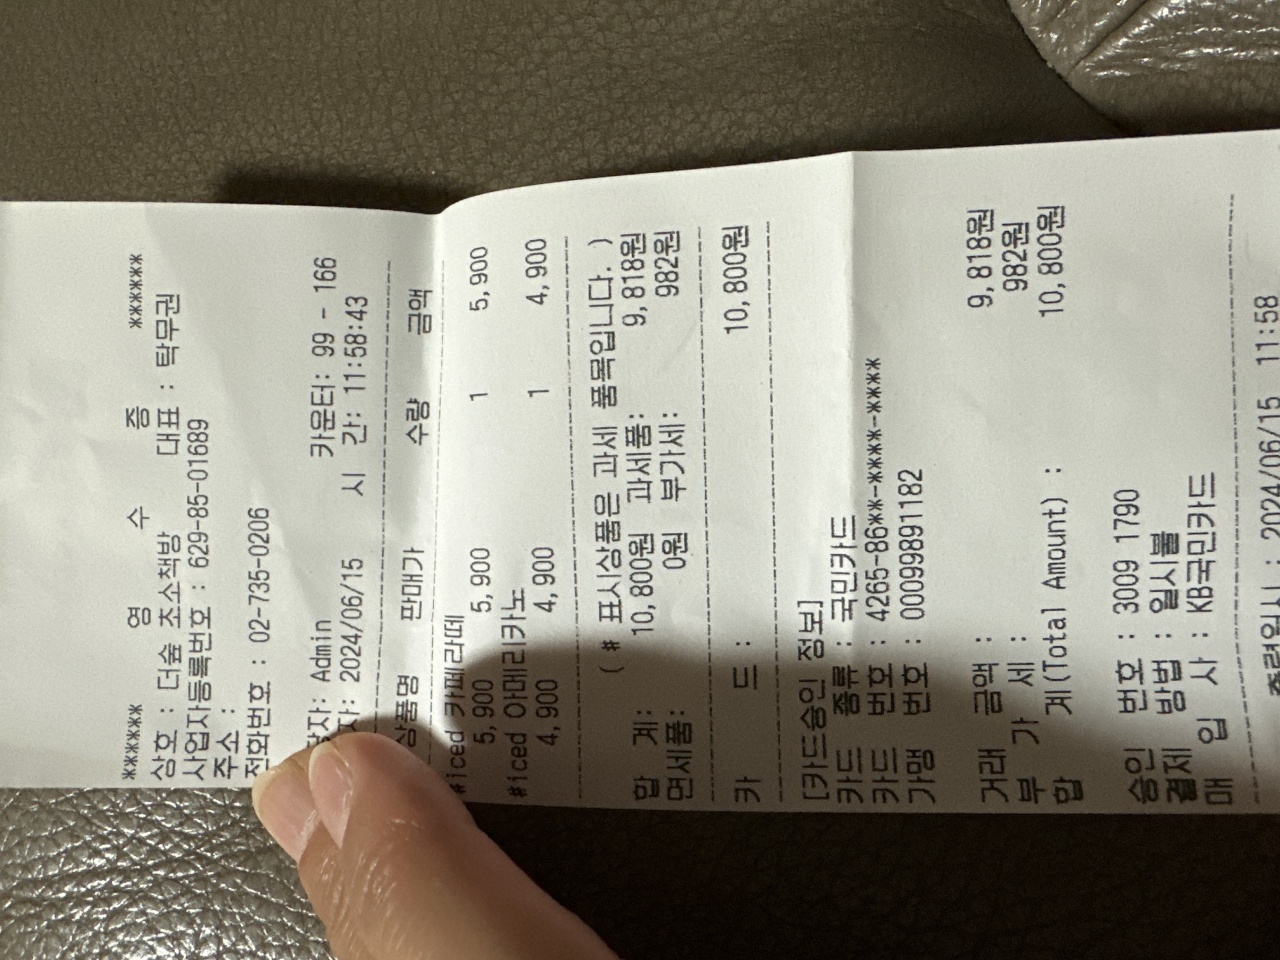 ****** 영 수 증 ******
상호 : 더숲 초소책방 대표 : 탁무권
사업자등록번호 : 629-85-01689
주소 :
전화번호 : 02-735-0206
자: Admin 카운터: 99 - 166
자: 2024/06/15 시 간: 11:58:43
상품명 판매가 수량 금액
#iced 카페라떼
5,900 5,900 1 5,900
#iced 아메리카노
4,900 4,900 1 4,900
( # 표시상품은 과세 품목입니다. )
합 계: 10,800원 과세품: 9,818원
면세품: 0원 부가세: 982원
카 드 : 10,800원
[카드승인 정보]
카드 종류 : 국민카드
카드 번호 : 4265-86**-****-****
가맹 번호 : 00099891182
거래 금액 : 9,818원
부 가 세 : 982원
합 계(Total Amount) : 10,800원
승인 번호 : 3009 1790
결제 방법 : 일시불
매 입 사 : KB국민카드
출력일시 : 2024/06/15 11:58